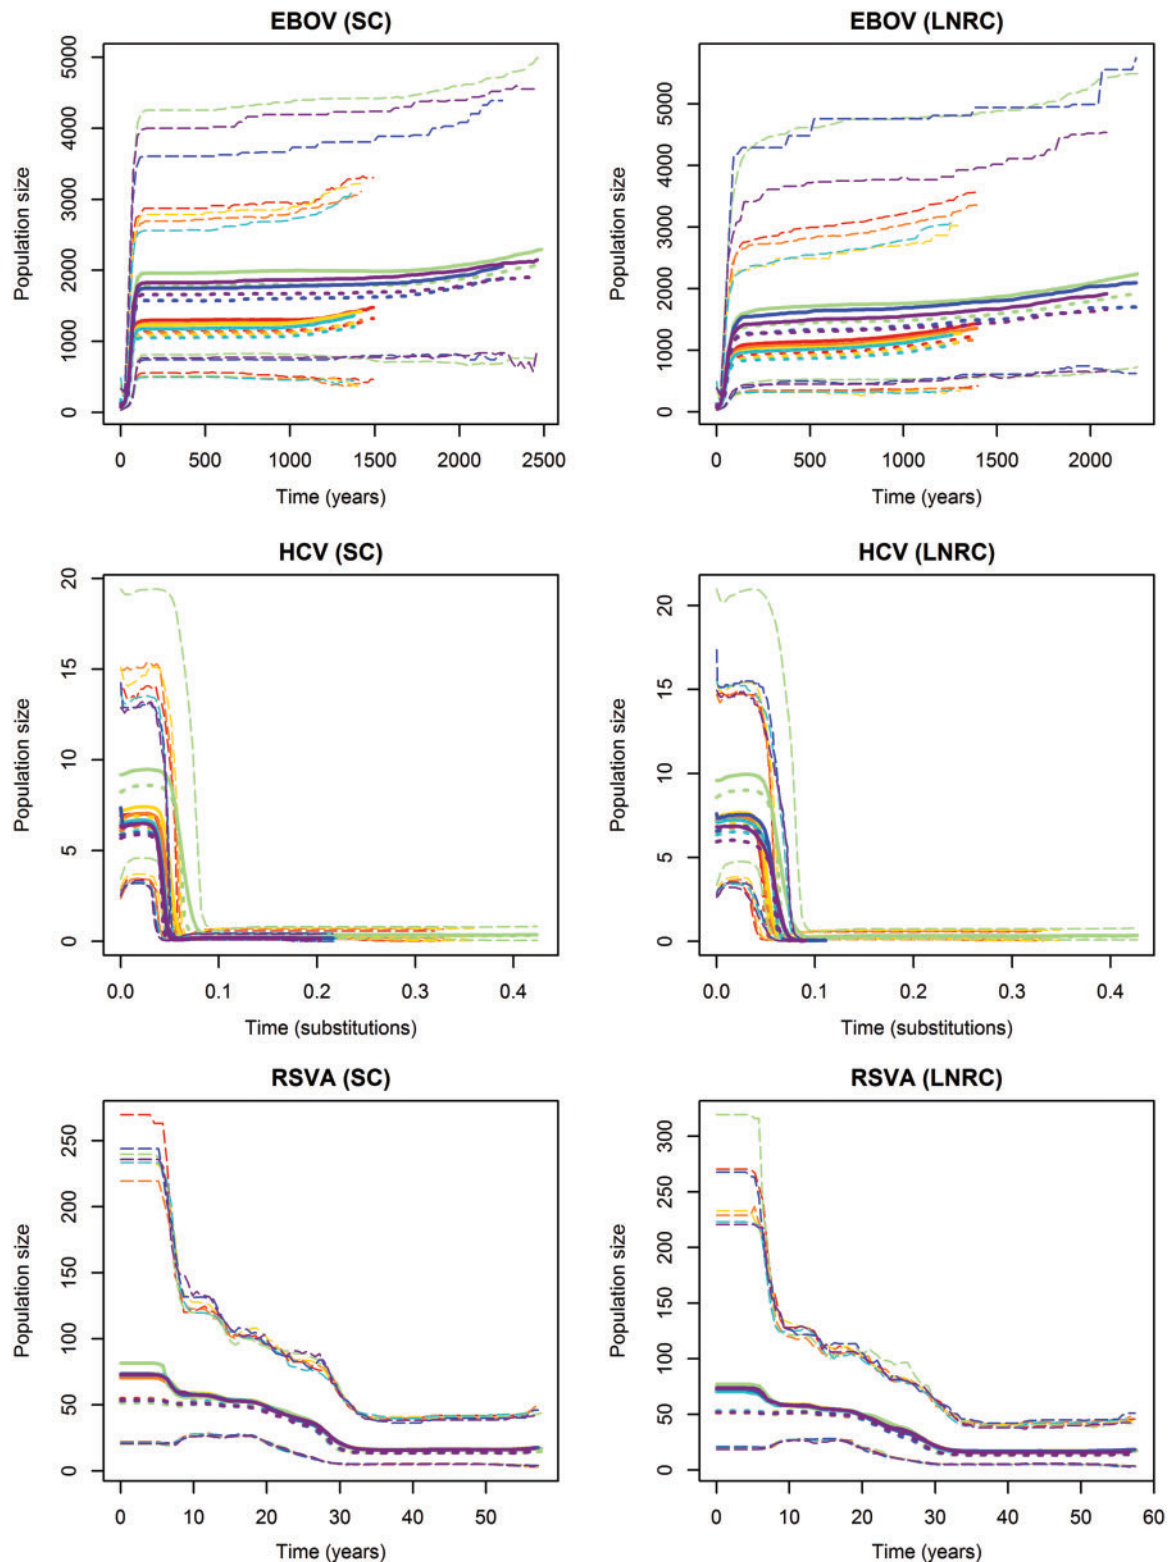 EBOV (SC)
Population size
5000
4000
3000
2000
1000
0
0 500 1000 1500 2000 2500
Time (years)
EBOV (LNRC)
Population size
5000
4000
3000
2000
1000
0
0 500 1000 1500 2000
Time (years)
HCV (SC)
Population size
20
15
10
5
0
0.0 0.1 0.2 0.3 0.4
Time (substitutions)
HCV (LNRC)
Population size
20
15
10
5
0
0.0 0.1 0.2 0.3 0.4
Time (substitutions)
RSVA (SC)
Population size
250
200
150
100
50
0
0 10 20 30 40 50
Time (years)
RSVA (LNRC)
Population size
300
250
200
150
100
50
0
0 10 20 30 40 50 60
Time (years)